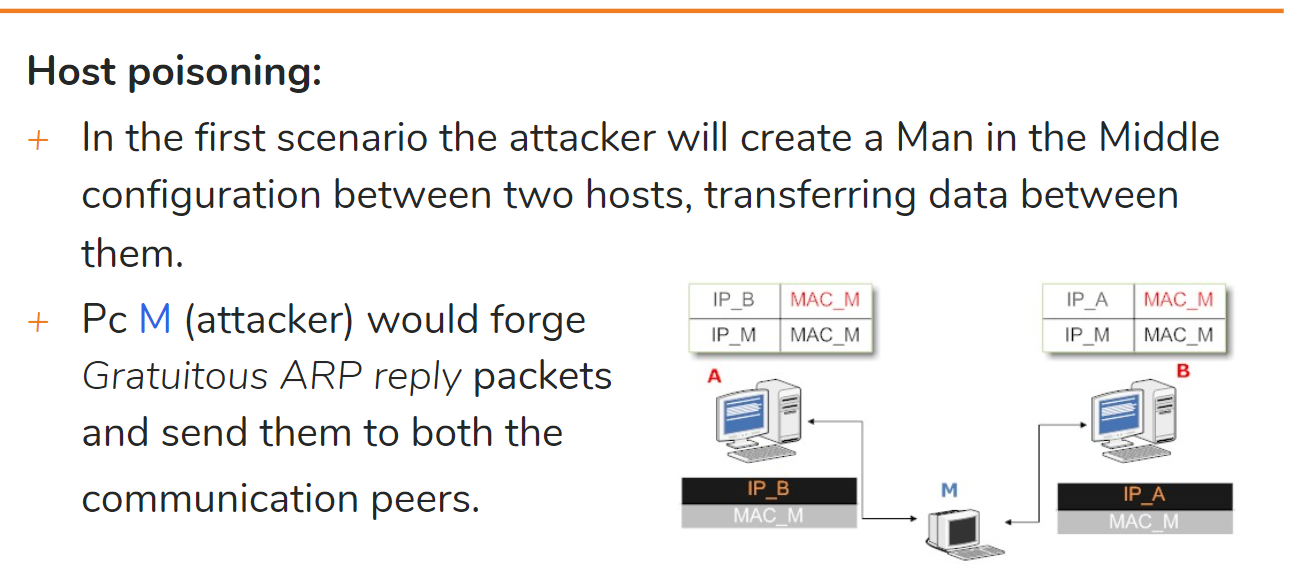 Host poisoning:
+ In the first scenario the attacker will create a Man in the Middle
configuration between two hosts, transferring data between
them.
+ Pc M (attacker) would forge
Gratuitous ARP reply packets
and send them to both the
communication peers.
IP_B MAC_M
IP_M MAC_M
A
IP_B
MAC_M
M
IP_A MAC_M
IP_M MAC_M
B
IP_A
MAC_M